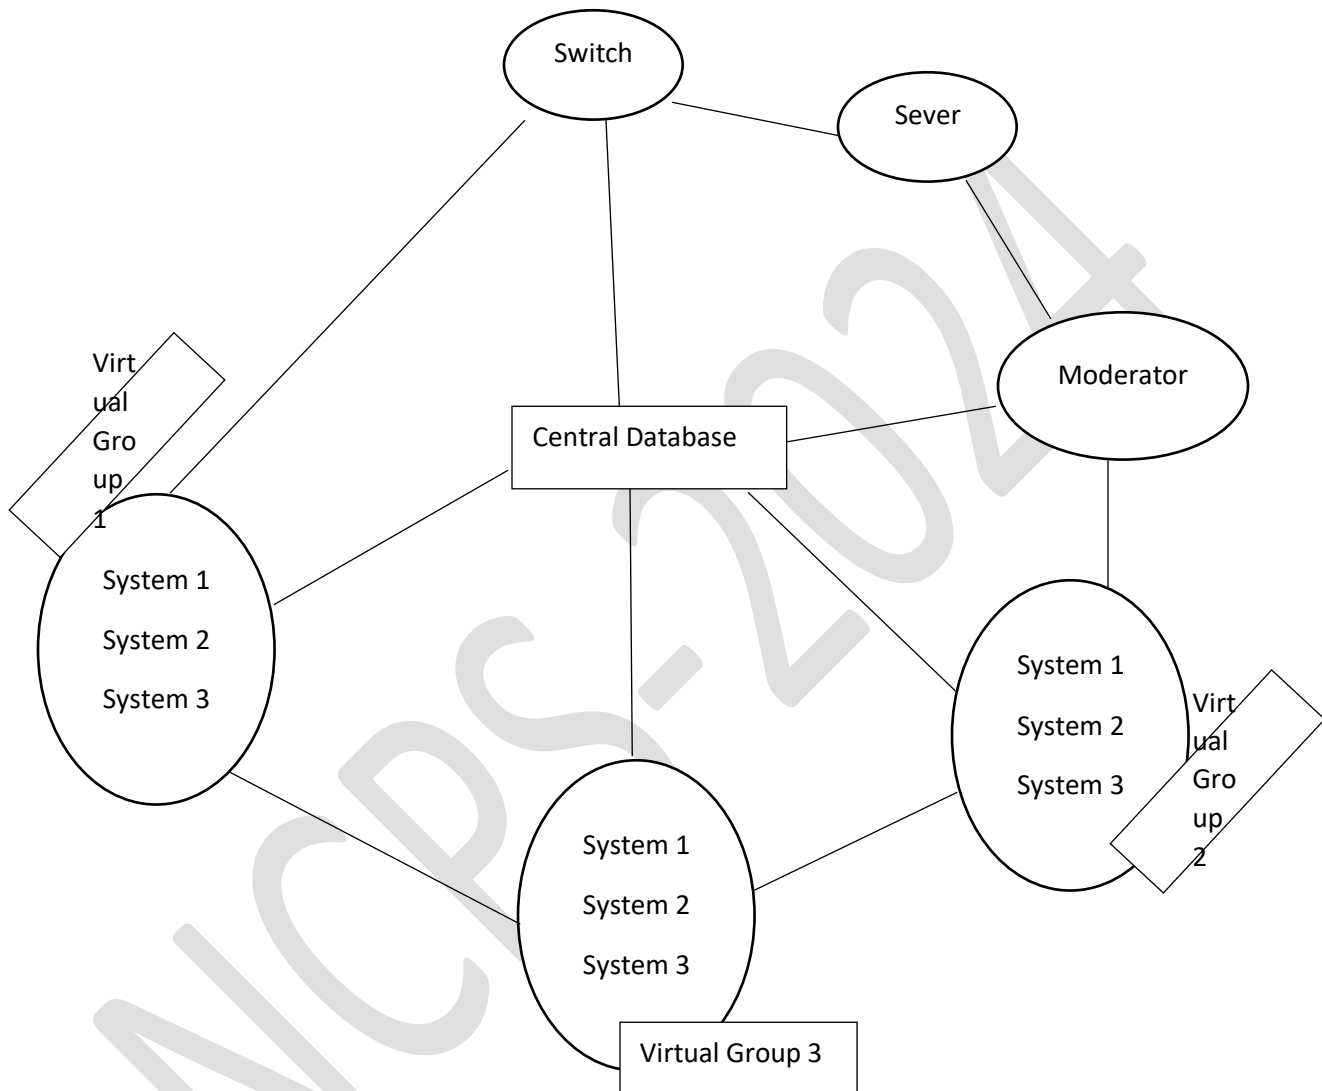 Switch
Sever
Moderator
Central Database
Virt
ual
Gro
up
1
System 1
System 2
System 3
System 1
System 2
System 3
Virt
ual
Gro
up
2
System 1
System 2
System 3
Virtual Group 3
NCPS-2024